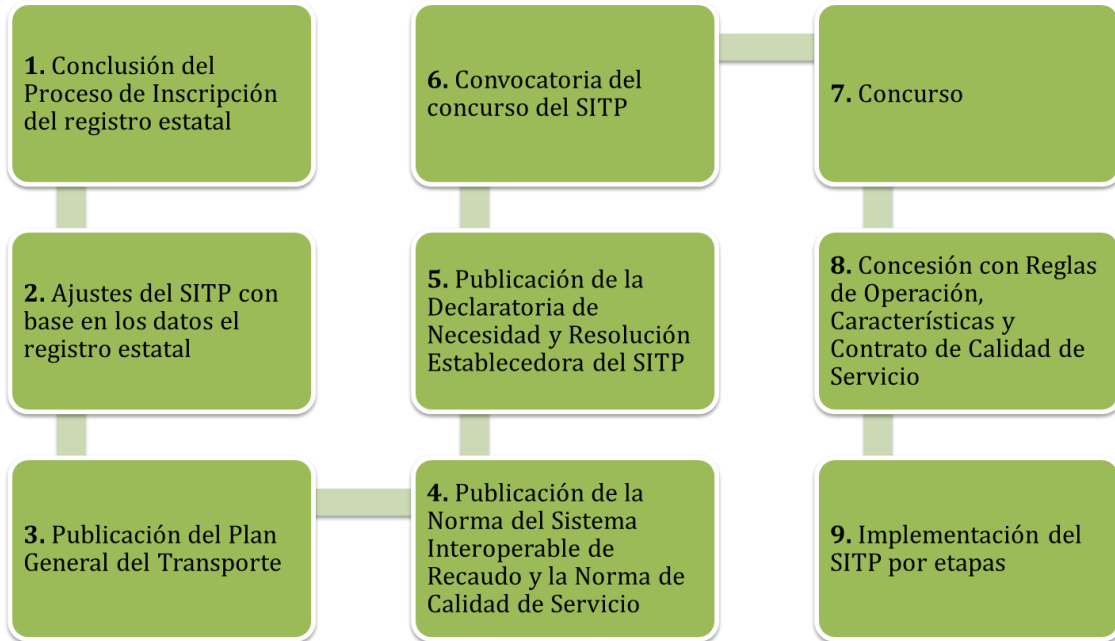 1. Conclusión del
Proceso de Inscripción
del registro estatal
2. Ajustes del SITP con
base en los datos el
registro estatal
3. Publicación del Plan
General del Transporte
4. Publicación de la
Norma del Sistema
Interoperable de
Recaudo y la Norma de
Calidad de Servicio
5. Publicación de la
Declaratoria de
Necesidad y Resolución
Establecedora del SITP
6. Convocatoria del
concurso del SITP
7. Concurso
8. Concesión con Reglas
de Operación,
Características y
Contrato de Calidad de
Servicio
9. Implementación del
SITP por etapas